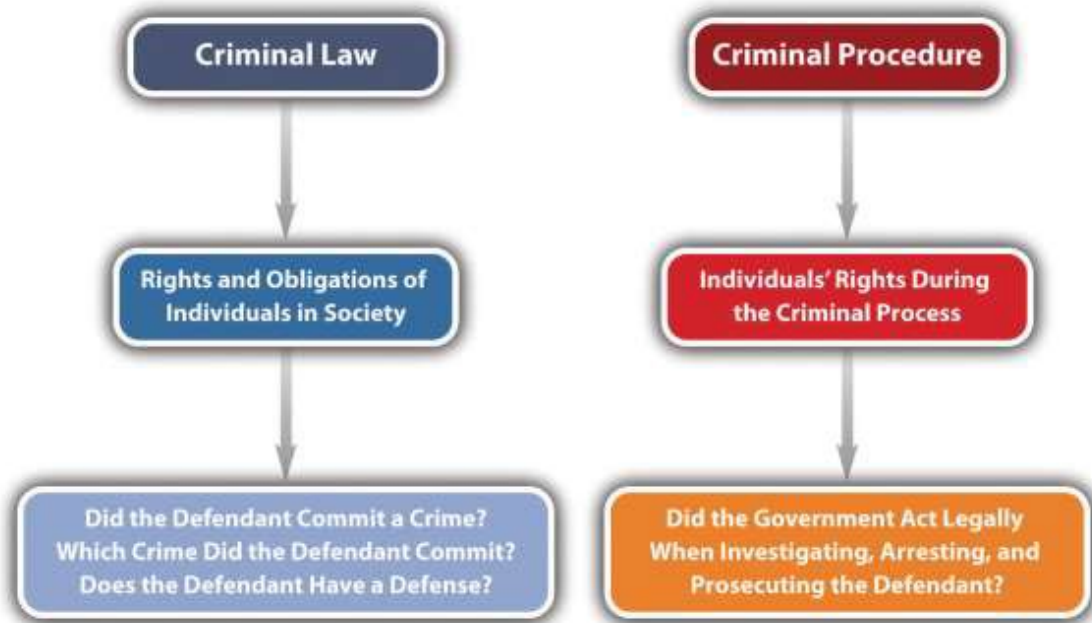 Criminal Law
Rights and Obligations of
Individuals in Society
Did the Defendant Commit a Crime?
Which Crime Did the Defendant Commit?
Does the Defendant Have a Defense?
Criminal Procedure
Individuals' Rights During
the Criminal Process
Did the Government Act Legally
When Investigating, Arresting, and
Prosecuting the Defendant?